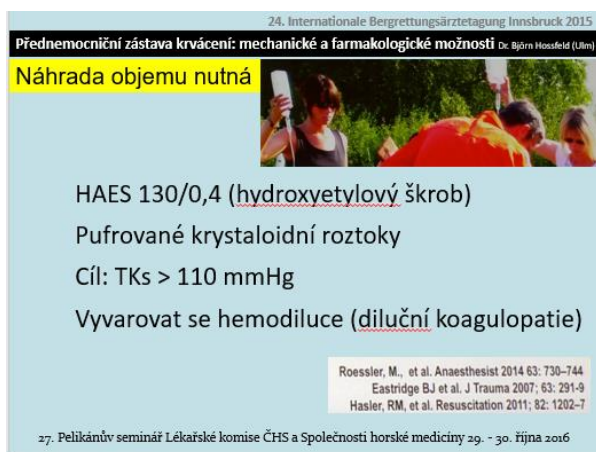 24. Internationale Bergrettungsärztetagung Innsbruck 2015
Přednemocniční zástava krvácení: mechanické a farmakologické možnosti Dr. Björn Hossfeld (Ulm)
Náhrada objemu nutná
HAES 130/0,4 (hydroxyetylový škrob)
Pufrované krystaloidní roztoky
Cíl: TKs > 110 mmHg
Vyvarovat se hemodiluce (diluční koagulopatie)
Roessler, M., et al. Anaesthesist 2014 63: 730–744
Eastridge BJ et al. J Trauma 2007; 63: 291-9
Hasler, RM, et al. Resuscitation 2011; 82: 1202–7
27. Pelikánův seminář Lékařské komise ČHS a Společnosti horské medicíny 29. - 30. října 2016